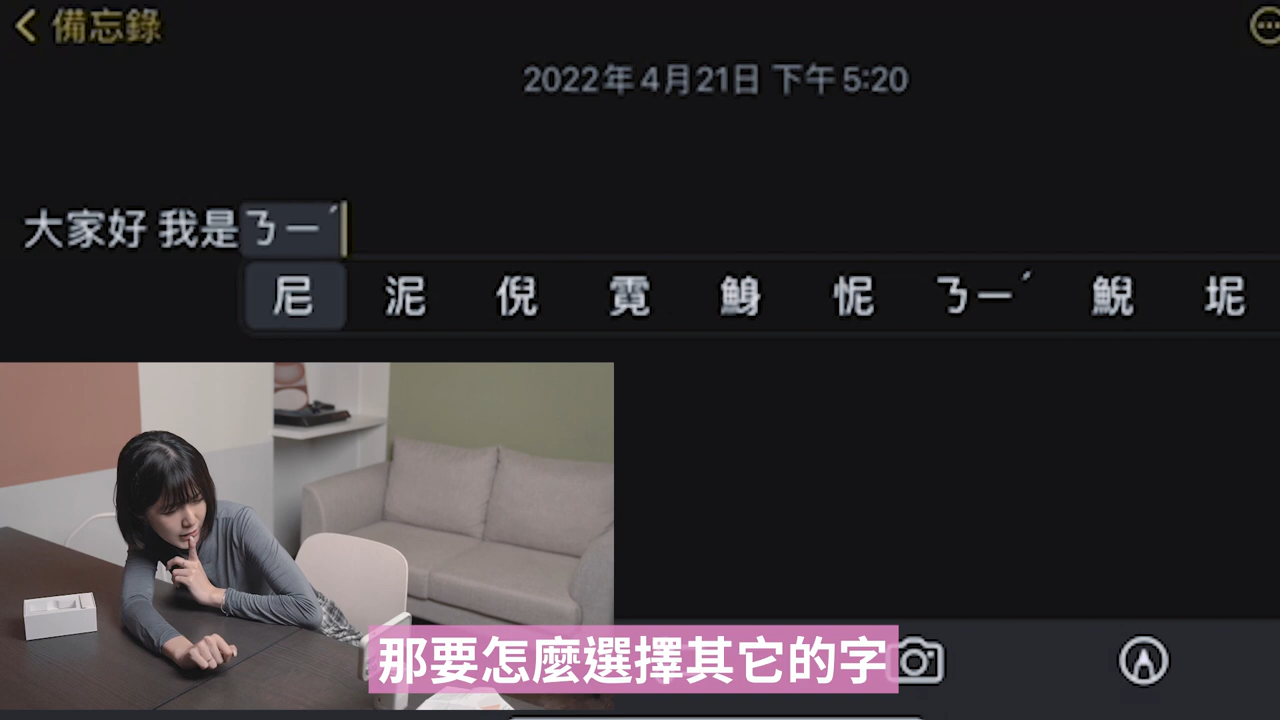 備忘錄
2022年4月21日 下午5:20
大家好 我是ㄋㄧˊ
尼 泥 倪 霓 鯓 怩 ㄋㄧˊ 鯢 坭
那要怎麼選擇其它的字